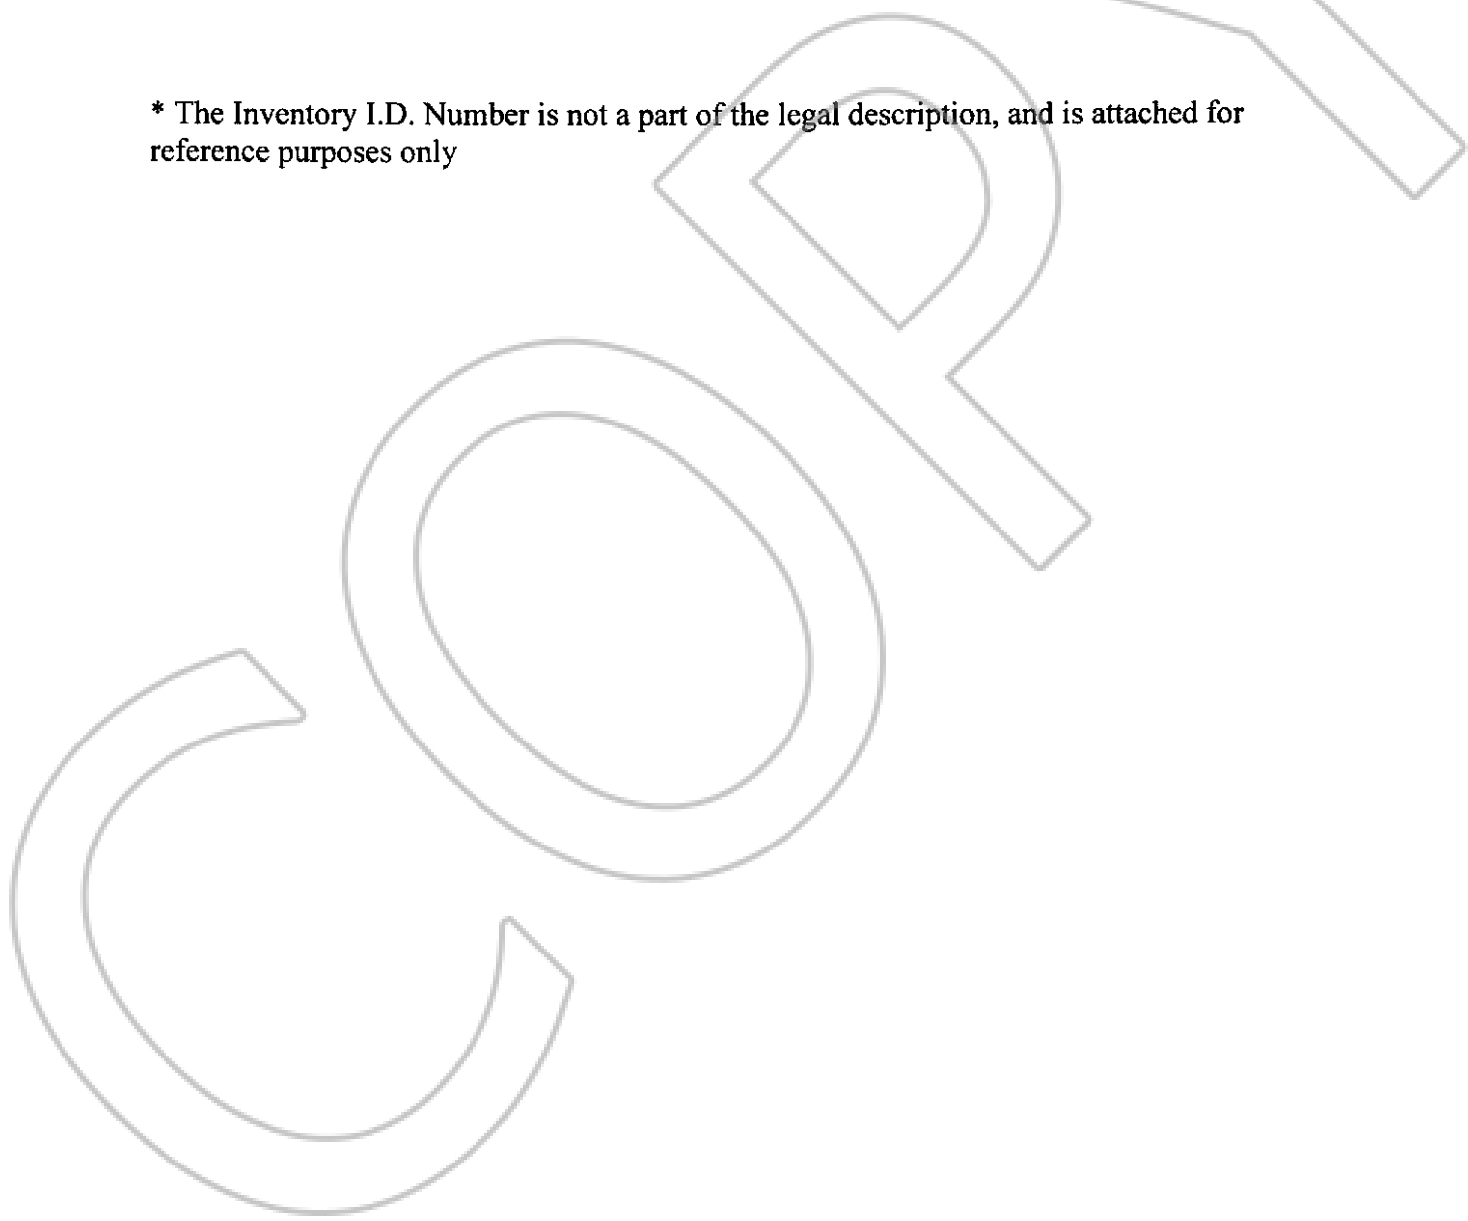 * The Inventory I.D. Number is not a part of the legal description, and is attached for
reference purposes only
COPY